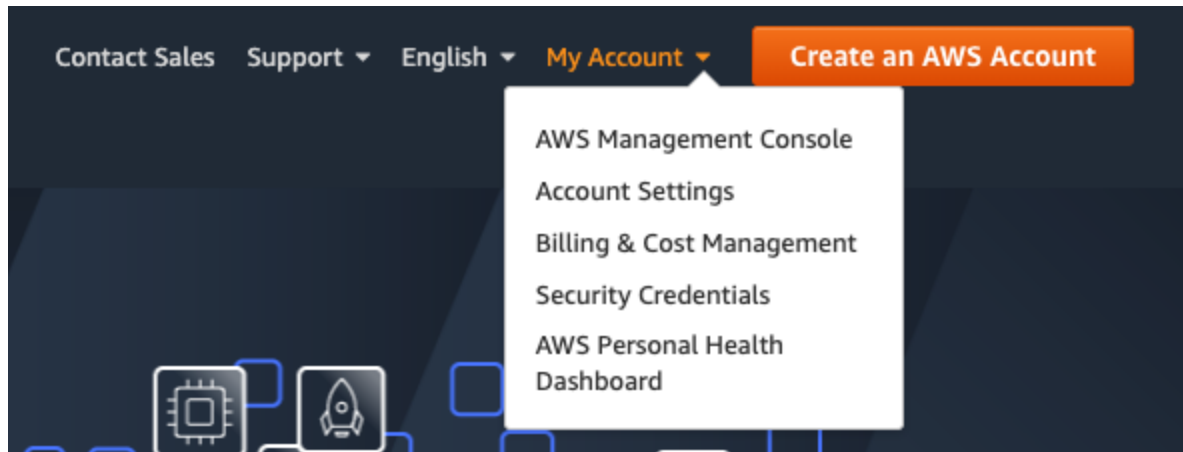 Contact Sales Support English My Account Create an AWS Account
AWS Management Console
Account Settings
Billing & Cost Management
Security Credentials
AWS Personal Health
Dashboard